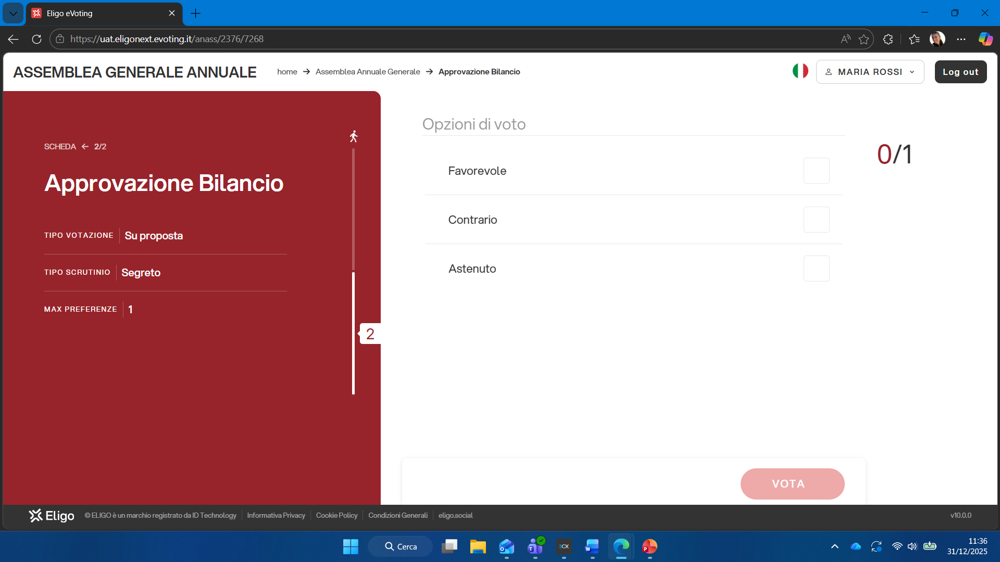 Eligo eVoting
https://uat.eligonext.evoting.it/anass/2376/7268
ASSEMBLEA GENERALE ANNUALE
home → Assemblea Annuale Generale → Approvazione Bilancio
MARIA ROSSI
Log out
SCHEDA ← 2/2
Approvazione Bilancio
TIPO VOTAZIONE Su proposta
TIPO SCRUTINIO Segreto
MAX PREFERENZE 1
2
Opzioni di voto
0/1
Favorevole
Contrario
Astenuto
VOTA
Eligo © ELIGO è un marchio registrato da ID Technology Informativa Privacy Cookie Policy Condizioni Generali eligo.social v10.0.0
Cerca
3CX
11:36
31/12/2025